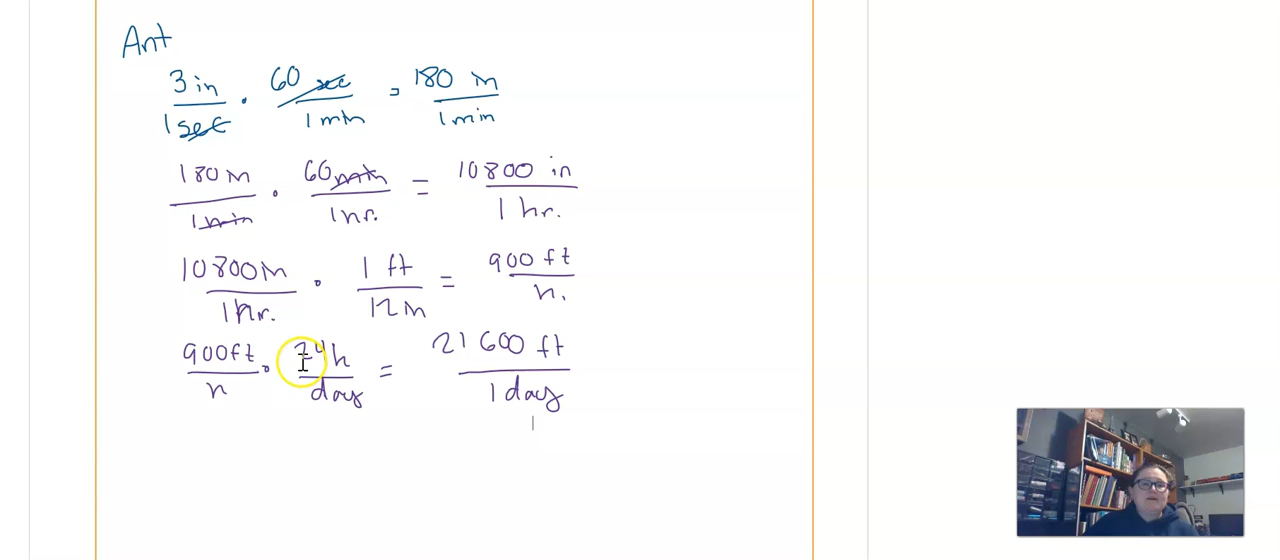 Ant
3 in / 1 sec · 60 sec / 1 min = 180 in / 1 min
180 in / 1 min · 60 min / 1 hr. = 10800 in / 1 hr.
10800 in / 1 hr. · 1 ft / 12 in = 900 ft / h.
900 ft / h · 24 h / day = 21 600 ft / 1 day